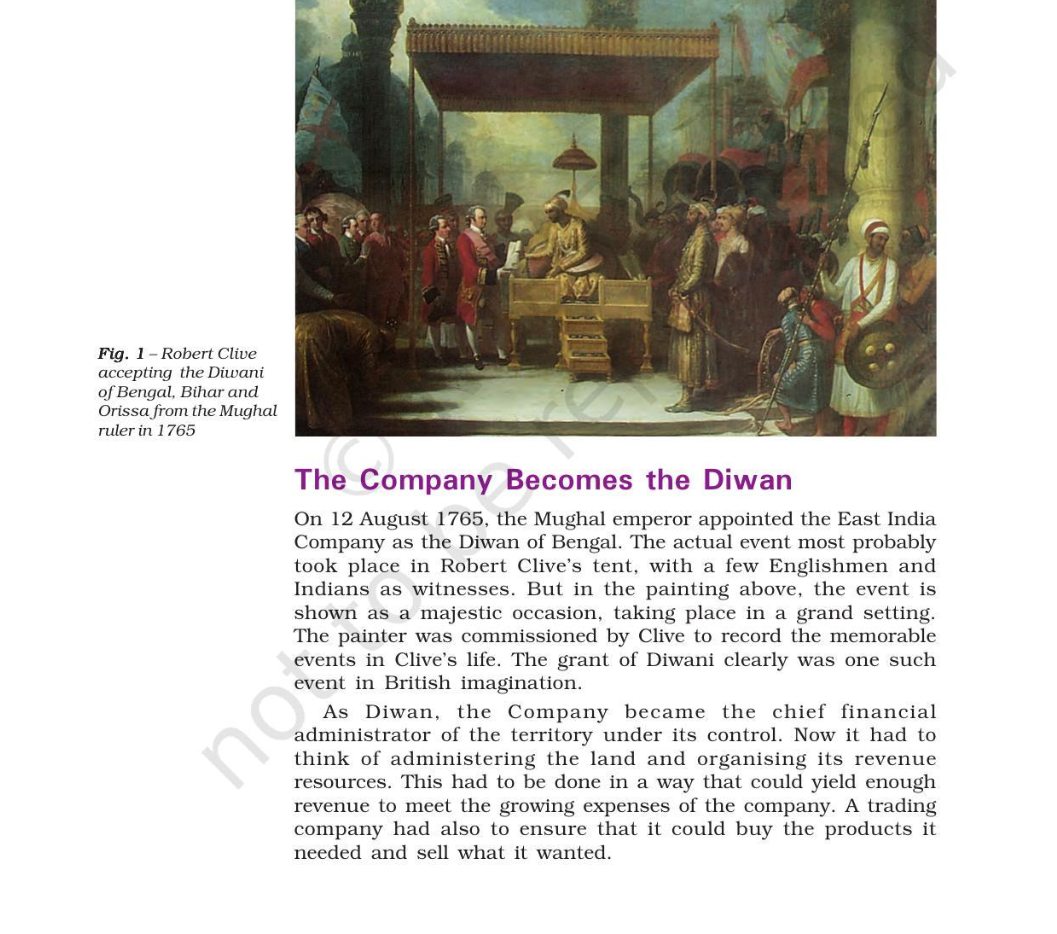 Fig. 1 – Robert Clive
accepting the Diwani
of Bengal, Bihar and
Orissa from the Mughal
ruler in 1765
The Company Becomes the Diwan
On 12 August 1765, the Mughal emperor appointed the East India
Company as the Diwan of Bengal. The actual event most probably
took place in Robert Clive’s tent, with a few Englishmen and
Indians as witnesses. But in the painting above, the event is
shown as a majestic occasion, taking place in a grand setting.
The painter was commissioned by Clive to record the memorable
events in Clive’s life. The grant of Diwani clearly was one such
event in British imagination.
As Diwan, the Company became the chief financial
administrator of the territory under its control. Now it had to
think of administering the land and organising its revenue
resources. This had to be done in a way that could yield enough
revenue to meet the growing expenses of the company. A trading
company had also to ensure that it could buy the products it
needed and sell what it wanted.
©
not to be